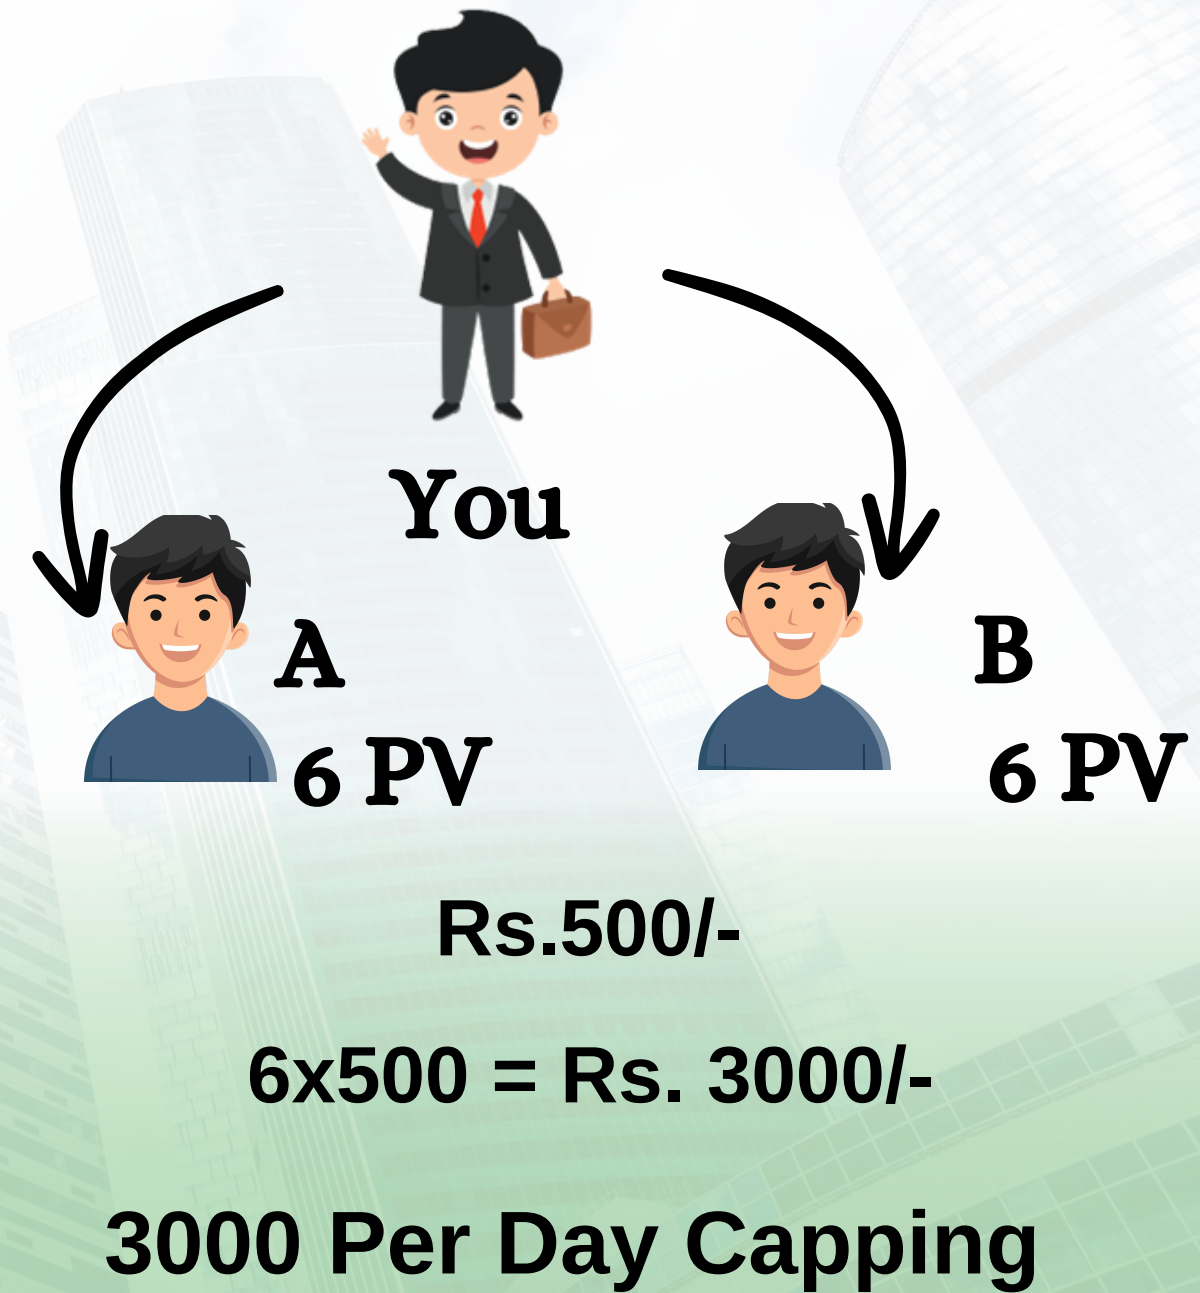 You
A
6 PV
B
6 PV
Rs.500/-
6x500 = Rs. 3000/-
3000 Per Day Capping